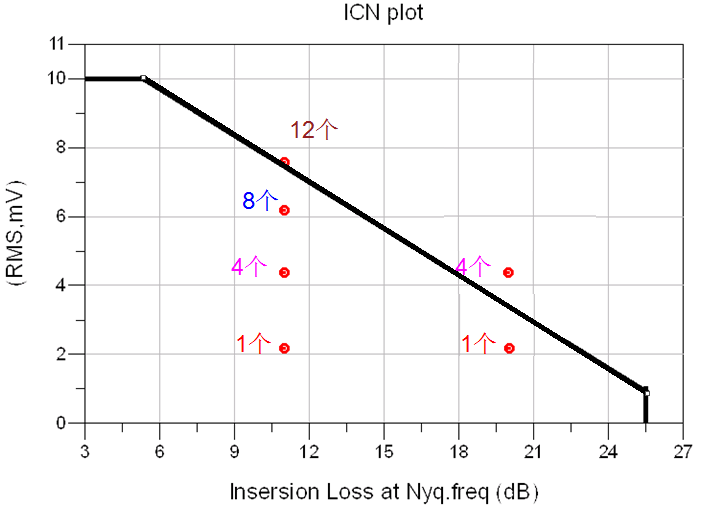 ICN plot
11
10
8
6
4
2
0
(RMS,mV)
12个
8个
4个
4个
1个
1个
3
6
9
12
15
18
21
24
27
Insersion Loss at Nyq.freq (dB)